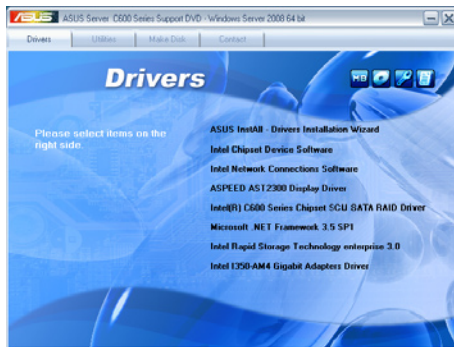 ASUS ASUS Server C600 Series Support DVD - Windows Server 2008 64 bit
Drivers Utilities Make Disk Contact
Drivers
MB
Please select items on the
right side.
ASUS InstAll - Drivers Installation Wizard
Intel Chipset Device Software
Intel Network Connections Software
ASPEED AST2300 Display Driver
Intel(R) C600 Series Chipset SCU SATA RAID Driver
Microsoft .NET Framework 3.5 SP1
Intel Rapid Storage Technology enterprise 3.0
Intel I350-AM4 Gigabit Adapters Driver